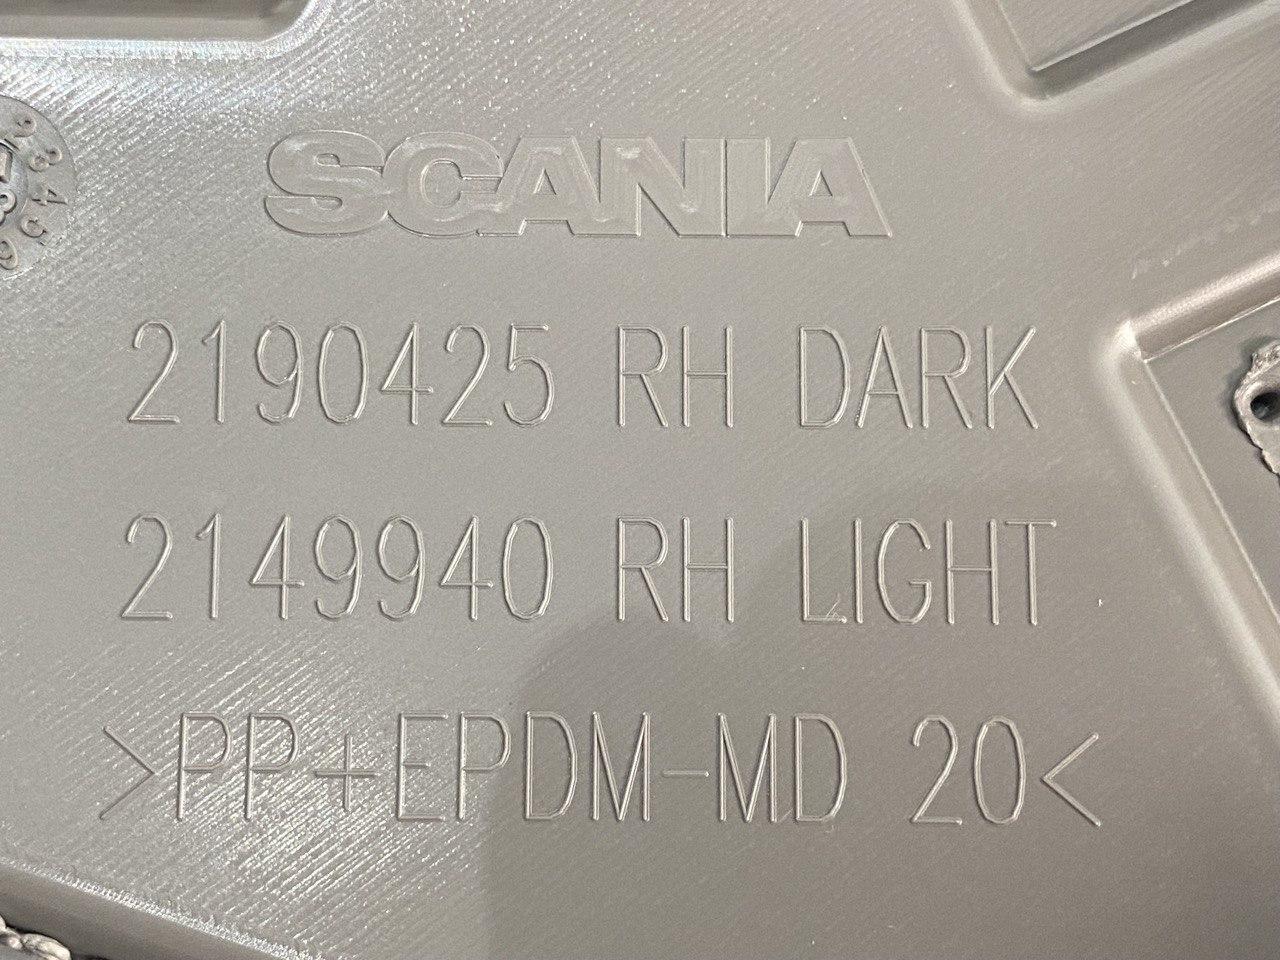 SCANIA
2190425 RH DARK
2149940 RH LIGHT
>PP+EPDM-MD 20<